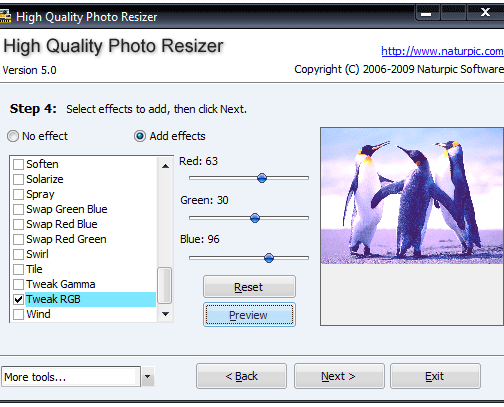 High Quality Photo Resizer
High Quality Photo Resizer
http://www.naturpic.com
Version 5.0
Copyright (C) 2006-2009 Naturpic Software
Step 4: Select effects to add, then click Next.
No effect
Add effects
Soften
Solarize
Spray
Swap Green Blue
Swap Red Blue
Swap Red Green
Swirl
Tile
Tweak Gamma
Tweak RGB
Wind
Red: 63
Green: 30
Blue: 96
Reset
Preview
More tools...
< Back
Next >
Exit